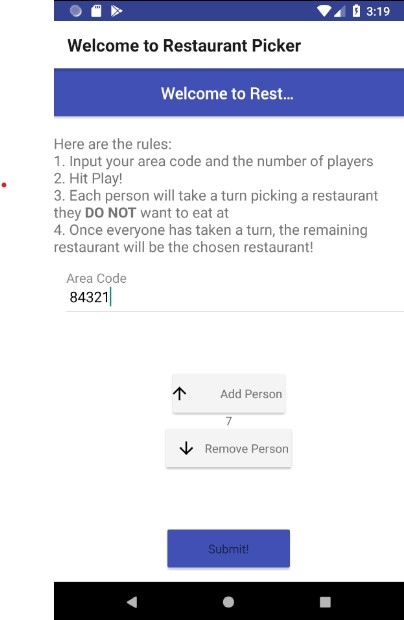 3:19
Welcome to Restaurant Picker
Welcome to Rest...
Here are the rules:
1. Input your area code and the number of players
2. Hit Play!
3. Each person will take a turn picking a restaurant
they DO NOT want to eat at
4. Once everyone has taken a turn, the remaining
restaurant will be the chosen restaurant!
Area Code
84321
Add Person
7
Remove Person
Submit!